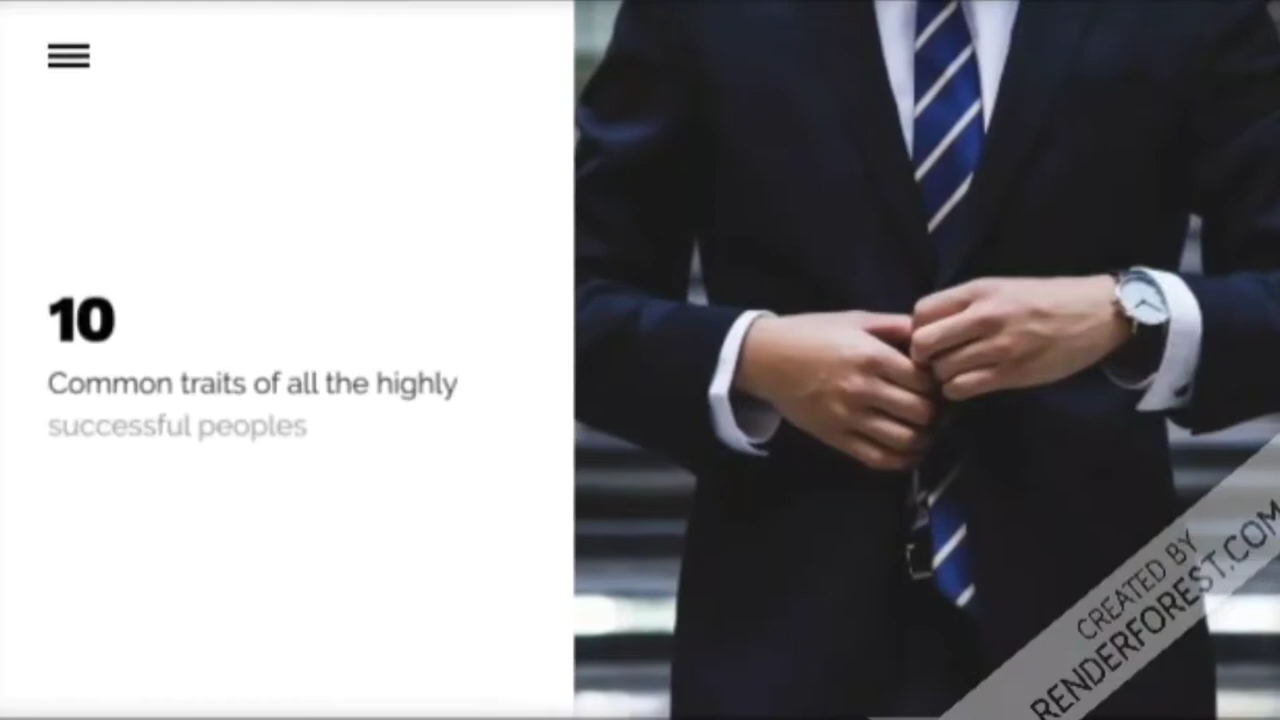 10
Common traits of all the highly
successful peoples
CREATED BY
RENDERFOREST.COM